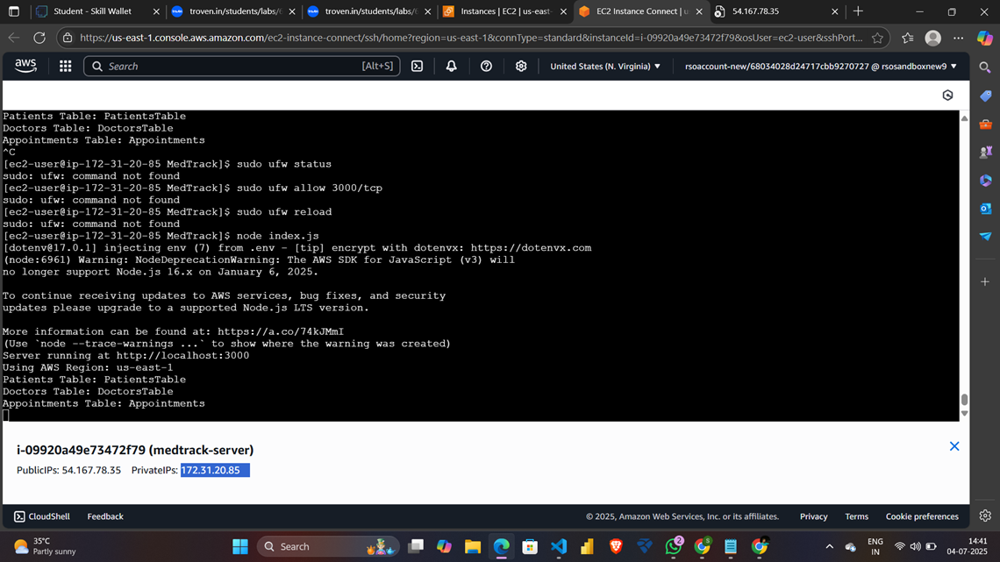 Student - Skill Wallet
troven.in/students/labs/6
troven.in/students/labs/6
Instances | EC2 | us-east-
EC2 Instance Connect | u
54.167.78.35
https://us-east-1.console.aws.amazon.com/ec2-instance-connect/ssh/home?region=us-east-1&connType=standard&instanceId=i-09920a49e73472f79&osUser=ec2-user&sshPort...
aws
Search
[Alt+S]
United States (N. Virginia)
rsoaccount-new/68034028d24717cbb9270727 @ rsosandboxnew9
Patients Table: PatientsTable
Doctors Table: DoctorsTable
Appointments Table: Appointments
^C
[ec2-user@ip-172-31-20-85 MedTrack]$ sudo ufw status
sudo: ufw: command not found
[ec2-user@ip-172-31-20-85 MedTrack]$ sudo ufw allow 3000/tcp
sudo: ufw: command not found
[ec2-user@ip-172-31-20-85 MedTrack]$ sudo ufw reload
sudo: ufw: command not found
[ec2-user@ip-172-31-20-85 MedTrack]$ node index.js
[dotenv@17.0.1] injecting env (7) from .env - [tip] encrypt with dotenvx: https://dotenvx.com
(node:6961) Warning: NodeDeprecationWarning: The AWS SDK for JavaScript (v3) will
no longer support Node.js 16.x on January 6, 2025.
To continue receiving updates to AWS services, bug fixes, and security
updates please upgrade to a supported Node.js LTS version.
More information can be found at: https://a.co/74kJMmI
(Use `node --trace-warnings ...` to show where the warning was created)
Server running at http://localhost:3000
Using AWS Region: us-east-1
Patients Table: PatientsTable
Doctors Table: DoctorsTable
Appointments Table: Appointments
i-09920a49e73472f79 (medtrack-server)
PublicIPs: 54.167.78.35 PrivateIPs: 172.31.20.85
CloudShell Feedback
© 2025, Amazon Web Services, Inc. or its affiliates. Privacy Terms Cookie preferences
35°C
Partly sunny
Search
2
5
ENG
IN
14:41
04-07-2025